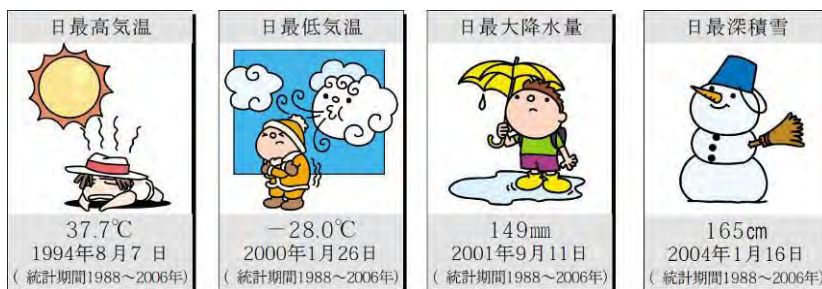 日最高気温
37.7℃
1994年8月7日
(統計期間1988～2006年)
日最低気温
－28.0℃
2000年1月26日
(統計期間1988～2006年)
日最大降水量
149㎜
2001年9月11日
(統計期間1988～2006年)
日最深積雪
165㎝
2004年1月16日
(統計期間1988～2006年)